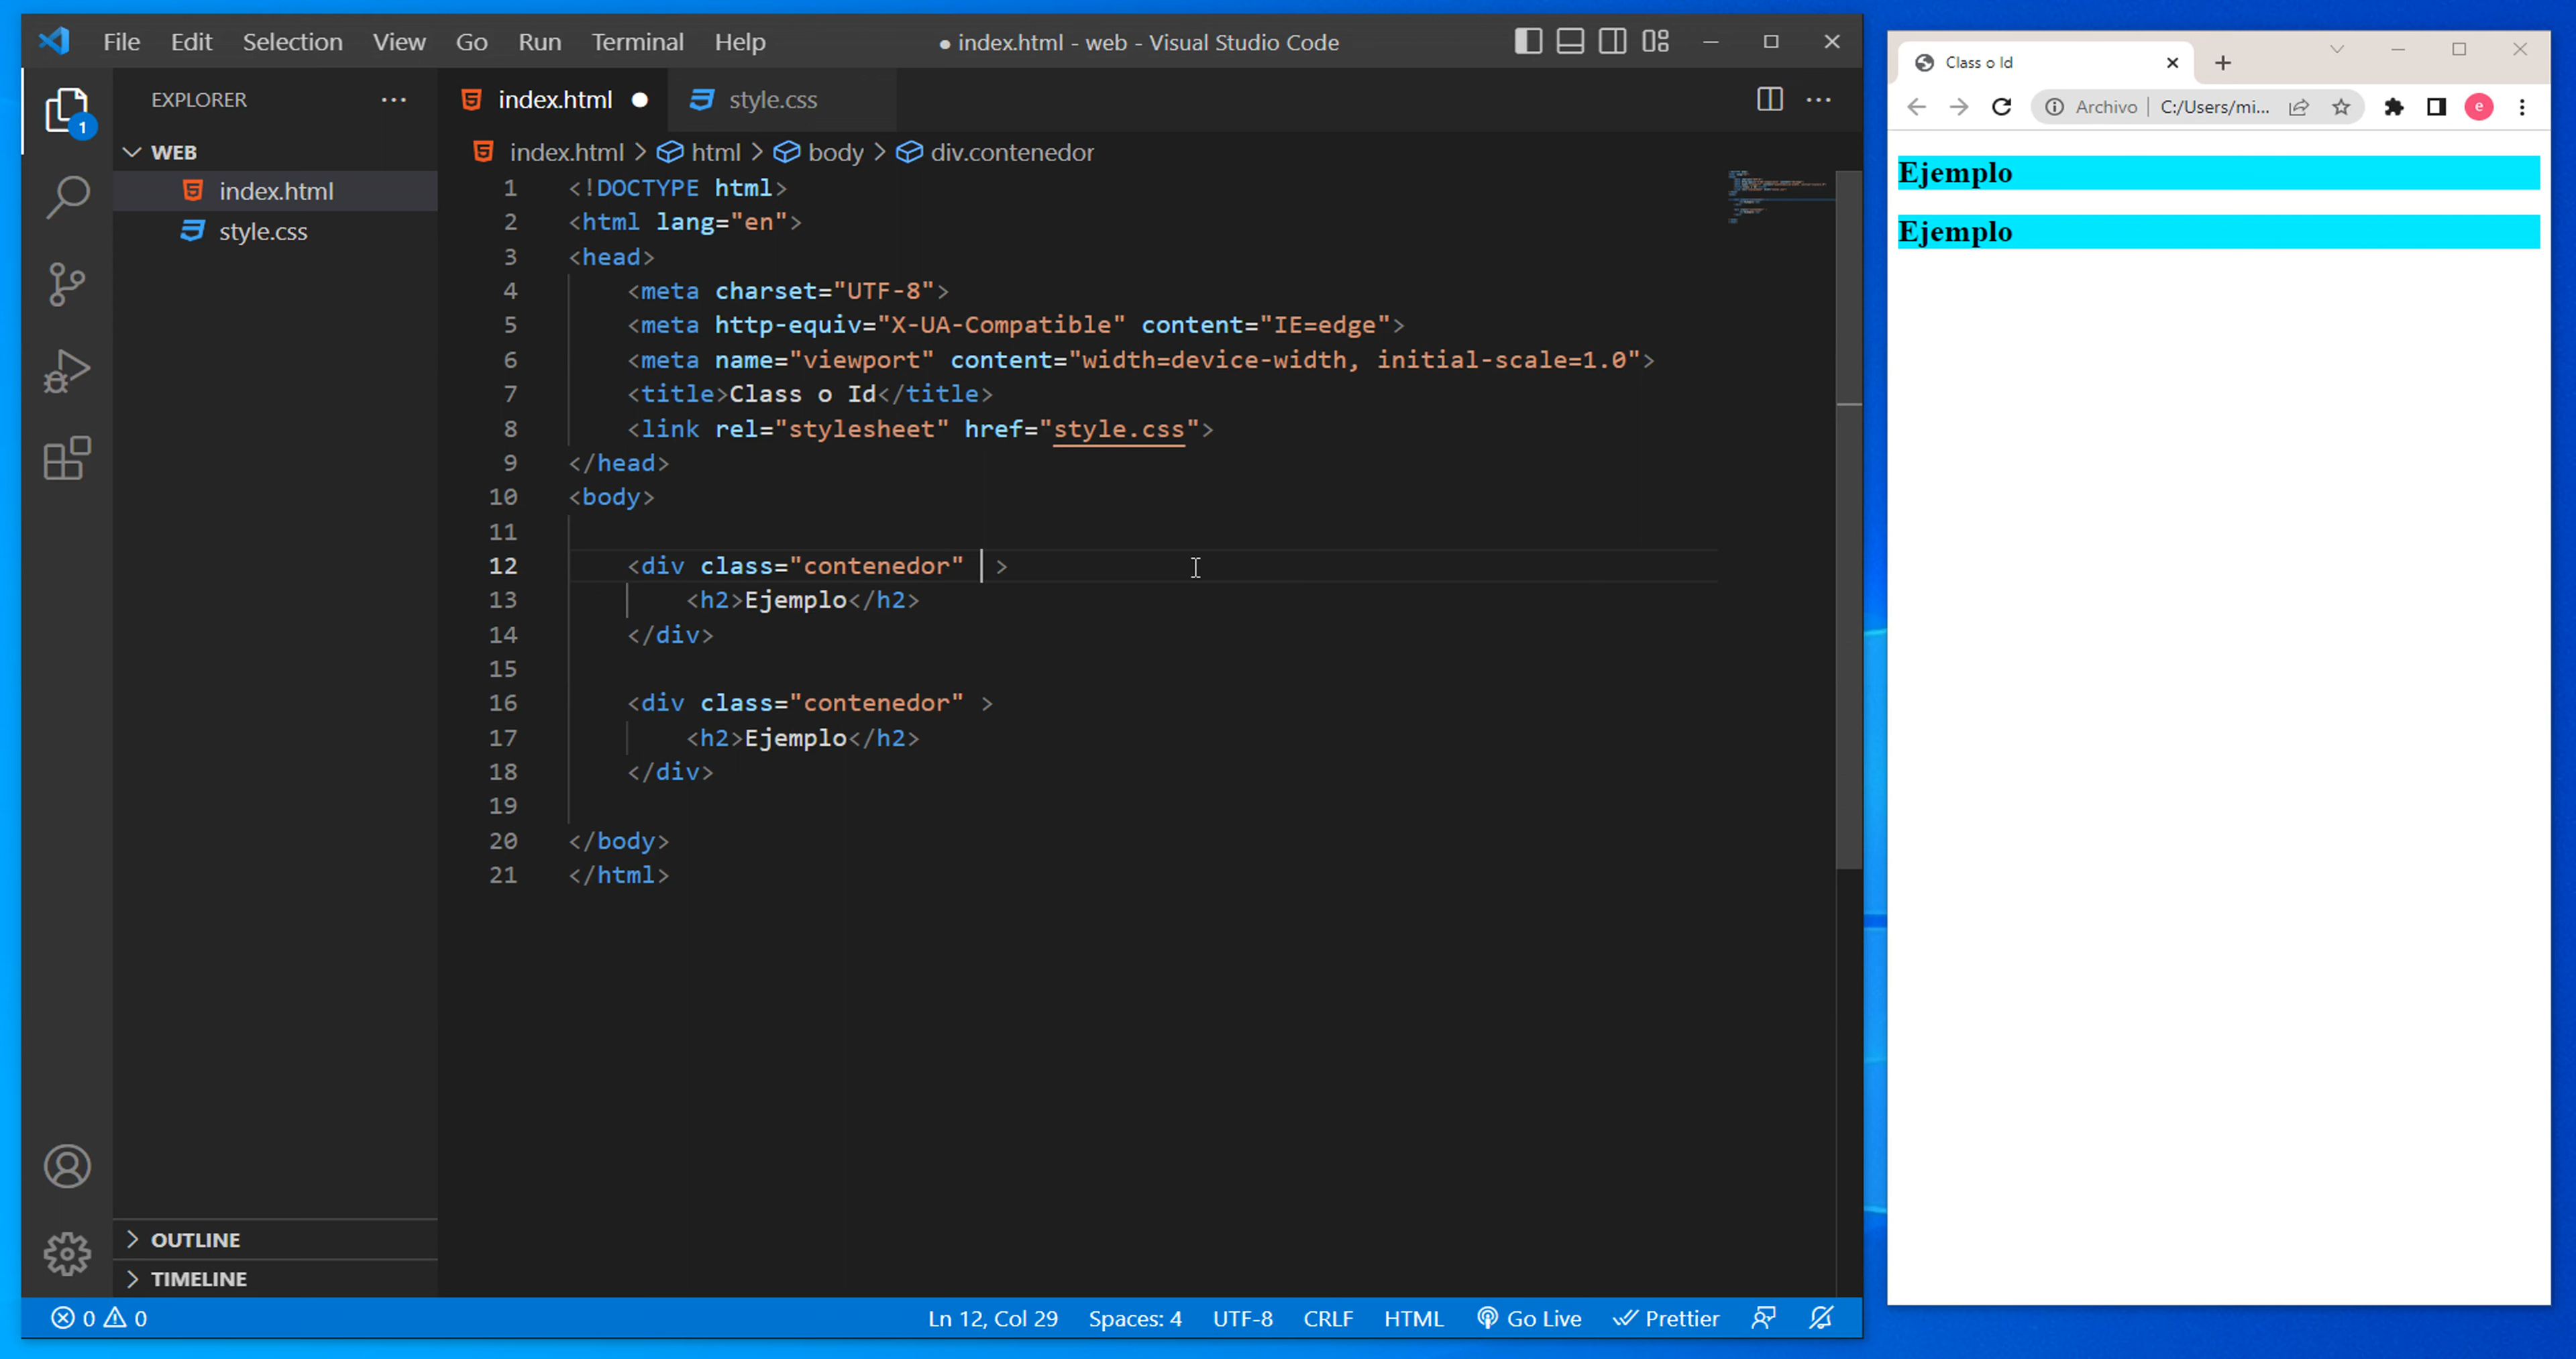 File Edit Selection View Go Run Terminal Help
● index.html - web - Visual Studio Code
EXPLORER
1
WEB
index.html
style.css
OUTLINE
TIMELINE
index.html ● style.css
index.html > html > body > div.contenedor
1 <!DOCTYPE html>
2 <html lang="en">
3 <head>
4 <meta charset="UTF-8">
5 <meta http-equiv="X-UA-Compatible" content="IE=edge">
6 <meta name="viewport" content="width=device-width, initial-scale=1.0">
7 <title>Class o Id</title>
8 <link rel="stylesheet" href="style.css">
9 </head>
10 <body>
11
12 <div class="contenedor" >
13 <h2>Ejemplo</h2>
14 </div>
15
16 <div class="contenedor" >
17 <h2>Ejemplo</h2>
18 </div>
19
20 </body>
21 </html>
0 0 Ln 12, Col 29 Spaces: 4 UTF-8 CRLF HTML Go Live Prettier
Class o Id
Archivo | C:/Users/mi... e
Ejemplo
Ejemplo